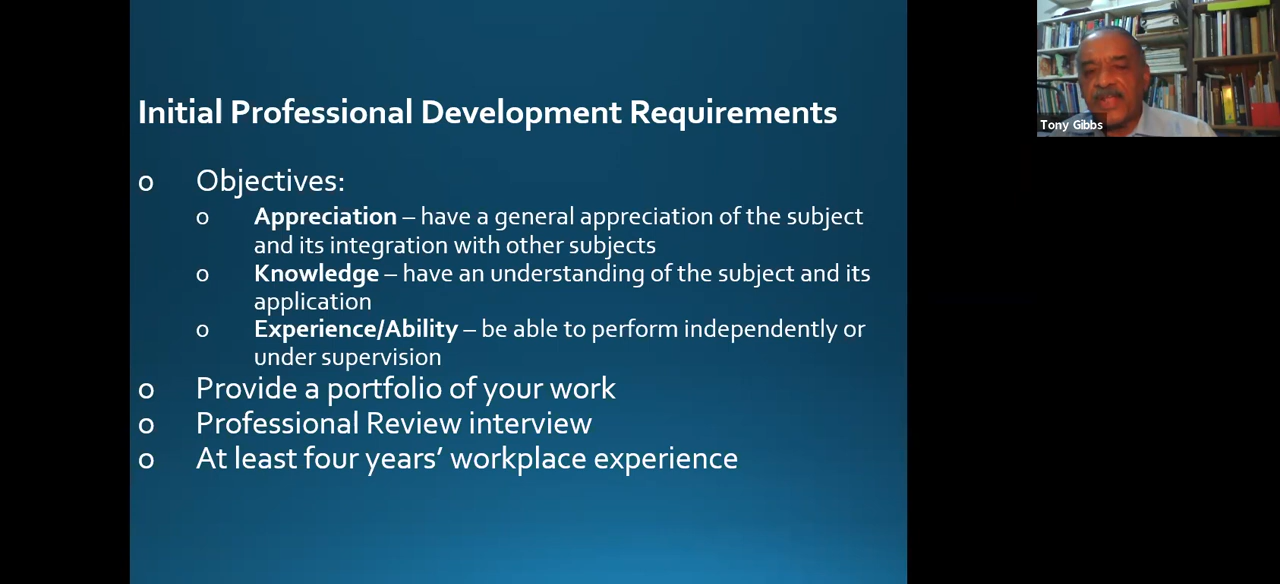 Initial Professional Development Requirements
o Objectives:
o Appreciation – have a general appreciation of the subject
and its integration with other subjects
o Knowledge – have an understanding of the subject and its
application
o Experience/Ability – be able to perform independently or
under supervision
o Provide a portfolio of your work
o Professional Review interview
o At least four years’ workplace experience
Tony Gibbs